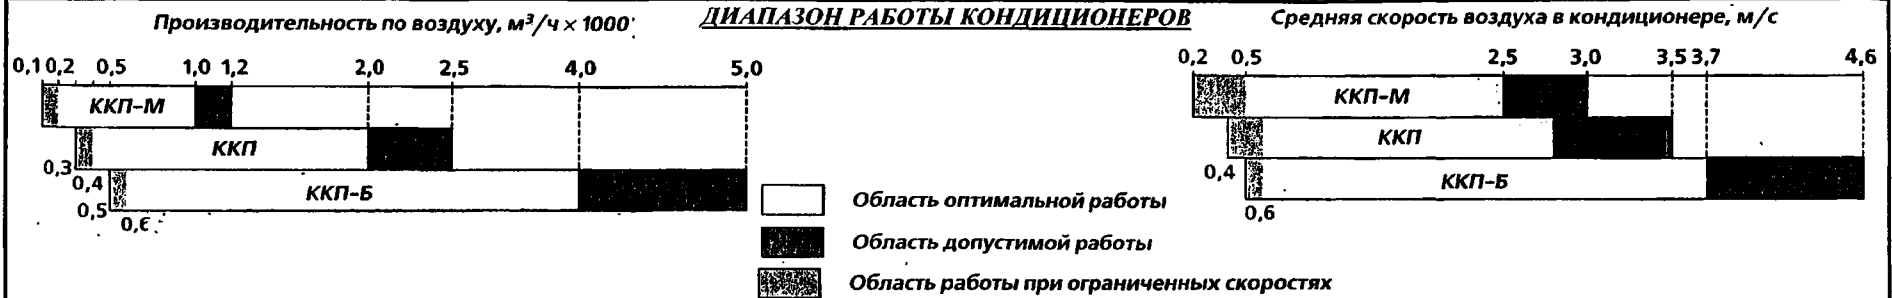 ДИАПАЗОН РАБОТЫ КОНДИЦИОНЕРОВ
Производительность по воздуху, м³/ч × 1000
0,1 0,2 0,5 1,0 1,2 2,0 2,5 4,0 5,0
ККП-М
ККП
0,3
0,4
ККП-Б
0,5
0,6
Средняя скорость воздуха в кондиционере, м/с
0,2 0,5 2,5 3,0 3,5 3,7 4,6
ККП-М
ККП
0,4
ККП-Б
0,6
Область оптимальной работы
Область допустимой работы
Область работы при ограниченных скоростях